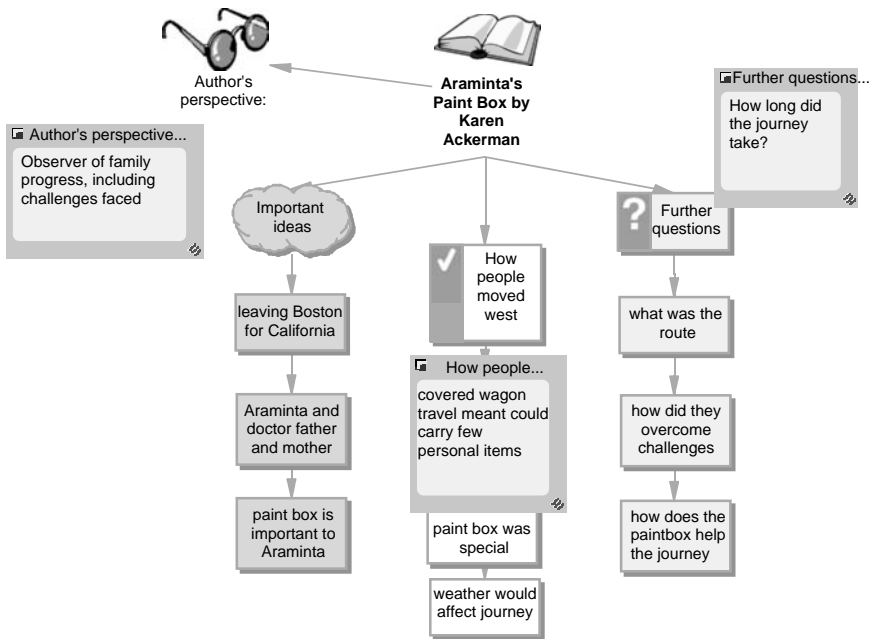 Author's
perspective:
Araminta's
Paint Box by
Karen
Ackerman
Author's perspective...
Observer of family
progress, including
challenges faced
Further questions...
How long did
the journey
take?
Important
ideas
leaving Boston
for California
Araminta and
doctor father
and mother
paint box is
important to
Araminta
How
people
moved
west
How people...
covered wagon
travel meant could
carry few
personal items
paint box was
special
weather would
affect journey
?
Further
questions
what was the
route
how did they
overcome
challenges
how does the
paintbox help
the journey